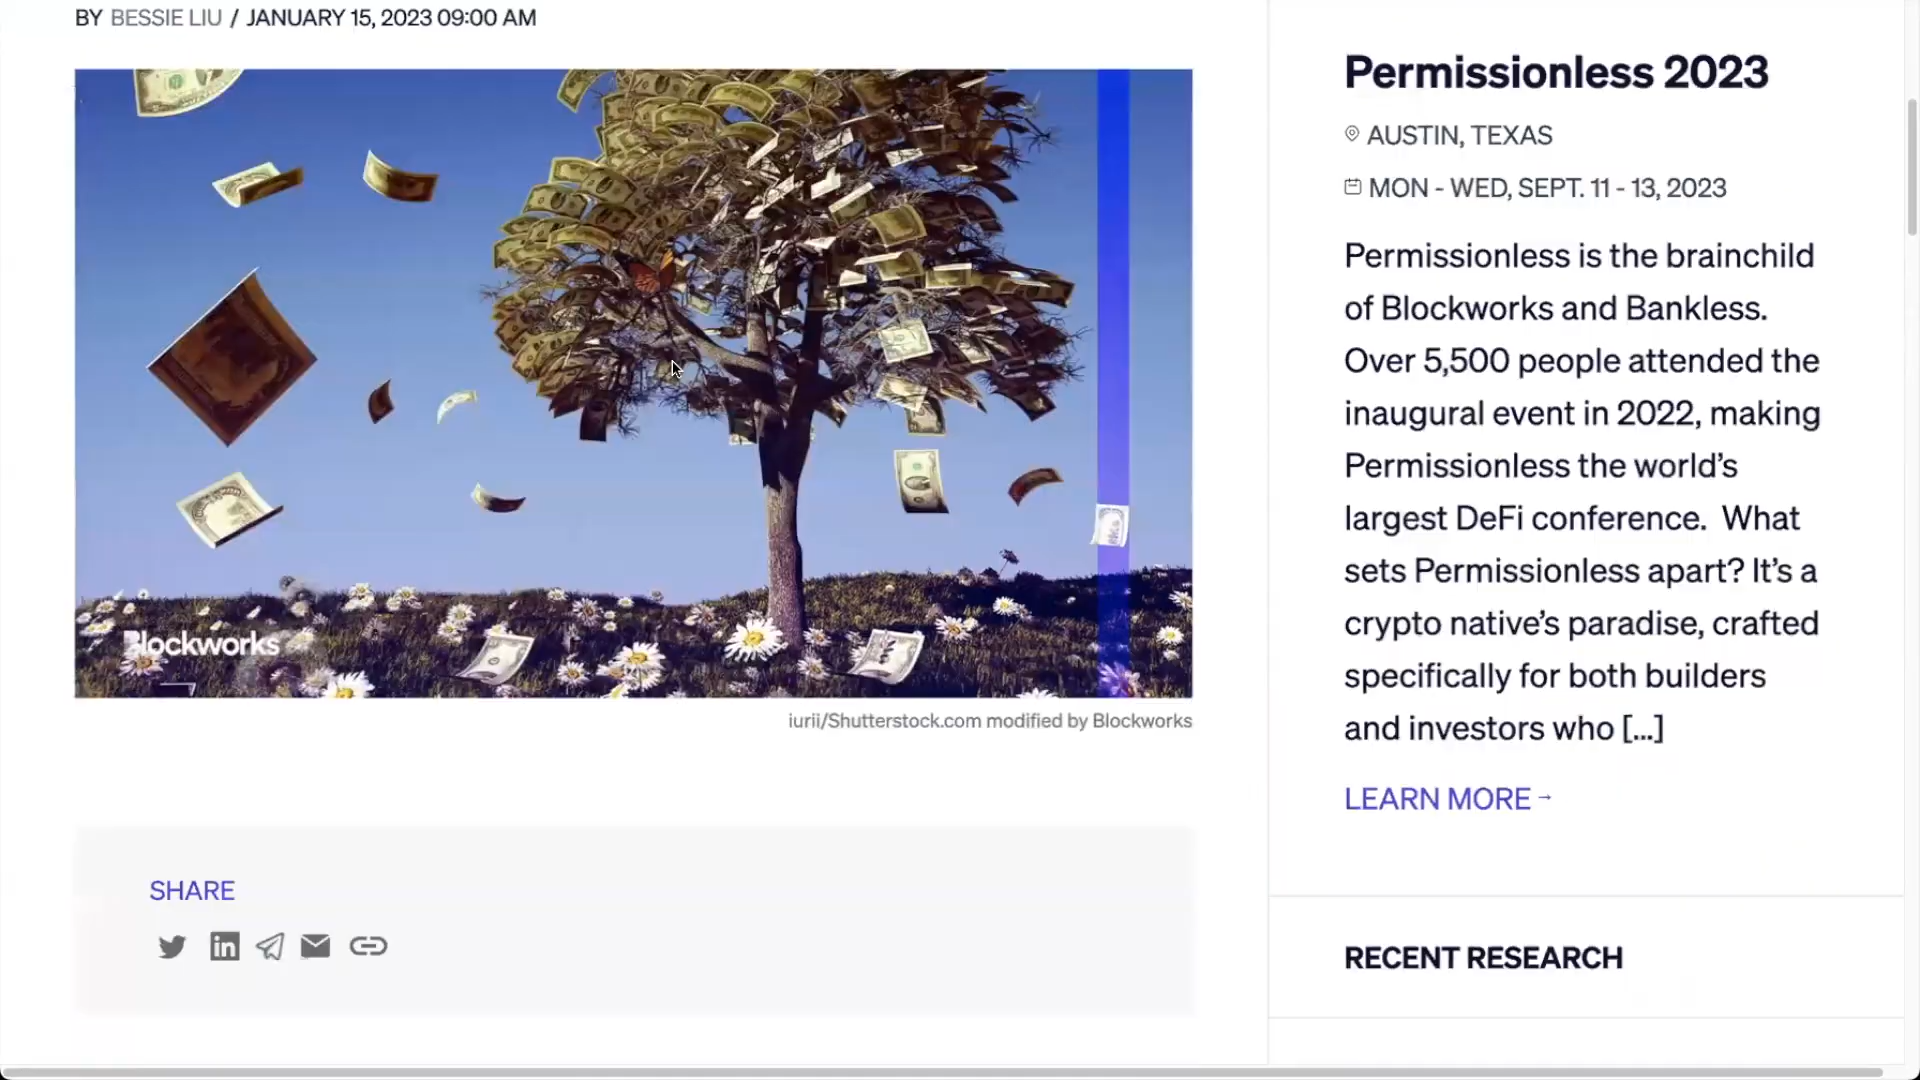 BY BESSIE LIU / JANUARY 15, 2023 09:00 AM
Blockworks
iurii/Shutterstock.com modified by Blockworks
SHARE
Permissionless 2023
AUSTIN, TEXAS
MON - WED, SEPT. 11 - 13, 2023
Permissionless is the brainchild
of Blockworks and Bankless.
Over 5,500 people attended the
inaugural event in 2022, making
Permissionless the world’s
largest DeFi conference.  What
sets Permissionless apart? It’s a
crypto native’s paradise, crafted
specifically for both builders
and investors who [...]
LEARN MORE →
RECENT RESEARCH